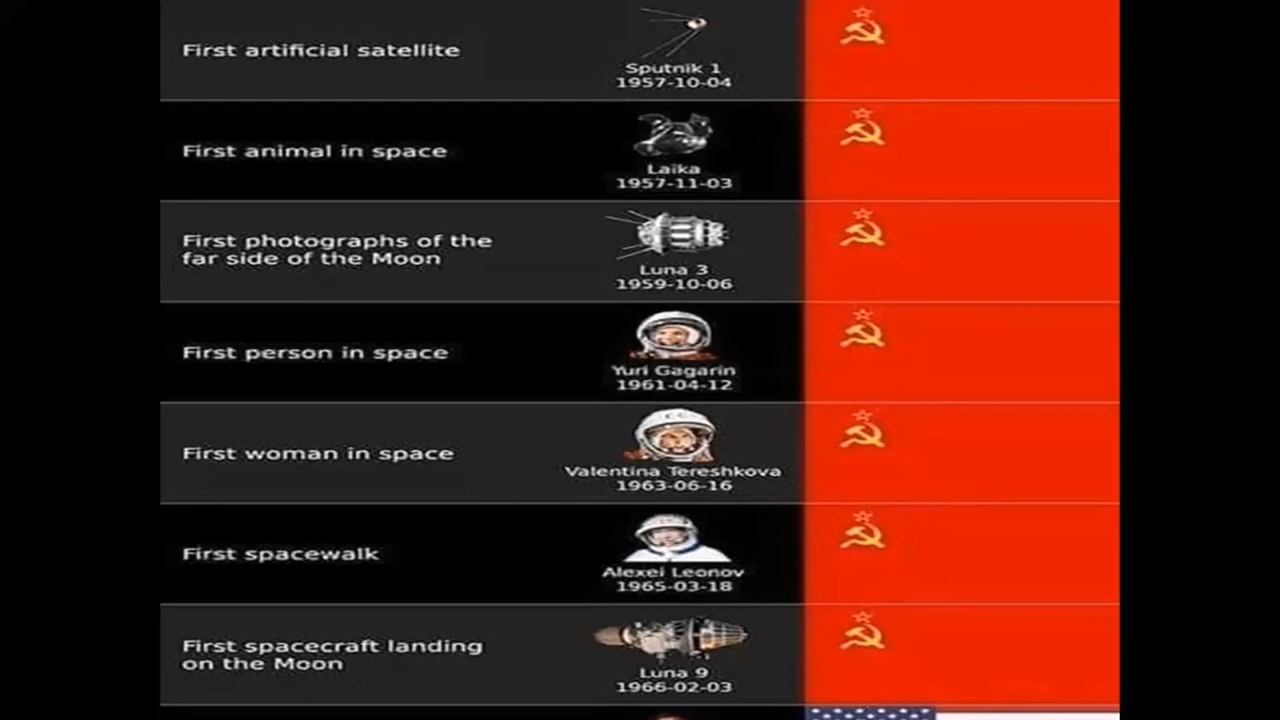 First artificial satellite
Sputnik 1
1957-10-04
First animal in space
Laika
1957-11-03
First photographs of the
far side of the Moon
Luna 3
1959-10-06
First person in space
Yuri Gagarin
1961-04-12
First woman in space
Valentina Tereshkova
1963-06-16
First spacewalk
Alexei Leonov
1965-03-18
First spacecraft landing
on the Moon
Luna 9
1966-02-03